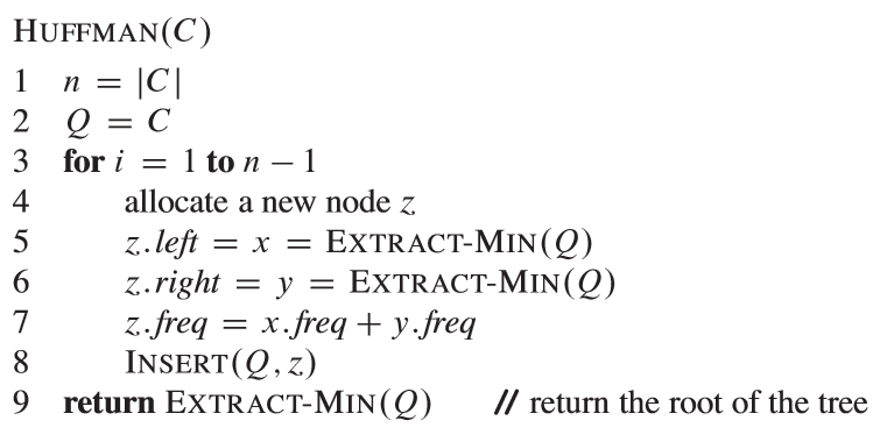 HUFFMAN(C)
1 n = |C|
2 Q = C
3 for i = 1 to n − 1
4 allocate a new node z
5 z.left = x = EXTRACT-MIN(Q)
6 z.right = y = EXTRACT-MIN(Q)
7 z.freq = x.freq + y.freq
8 INSERT(Q, z)
9 return EXTRACT-MIN(Q) // return the root of the tree